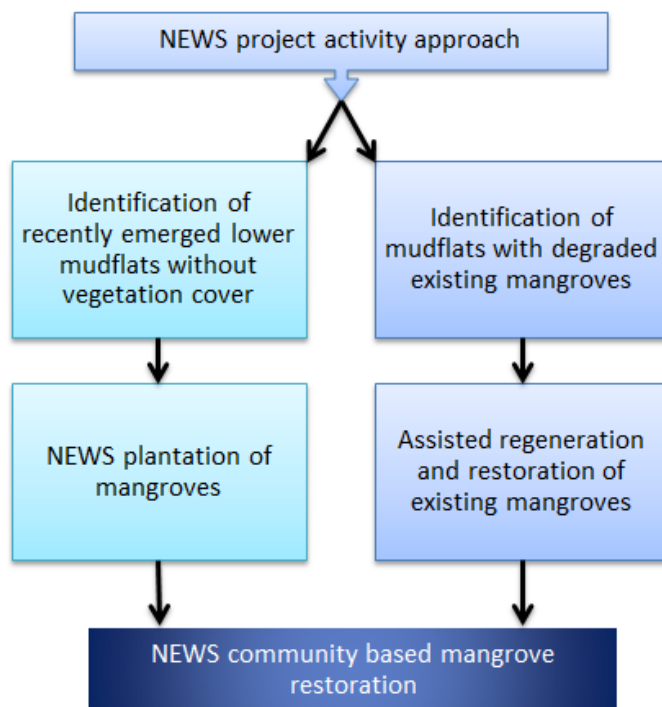 NEWS project activity approach
Identification of
recently emerged lower
mudflats without
vegetation cover
Identification of
mudflats with degraded
existing mangroves
NEWS plantation of
mangroves
Assisted regeneration
and restoration of
existing mangroves
NEWS community based mangrove
restoration